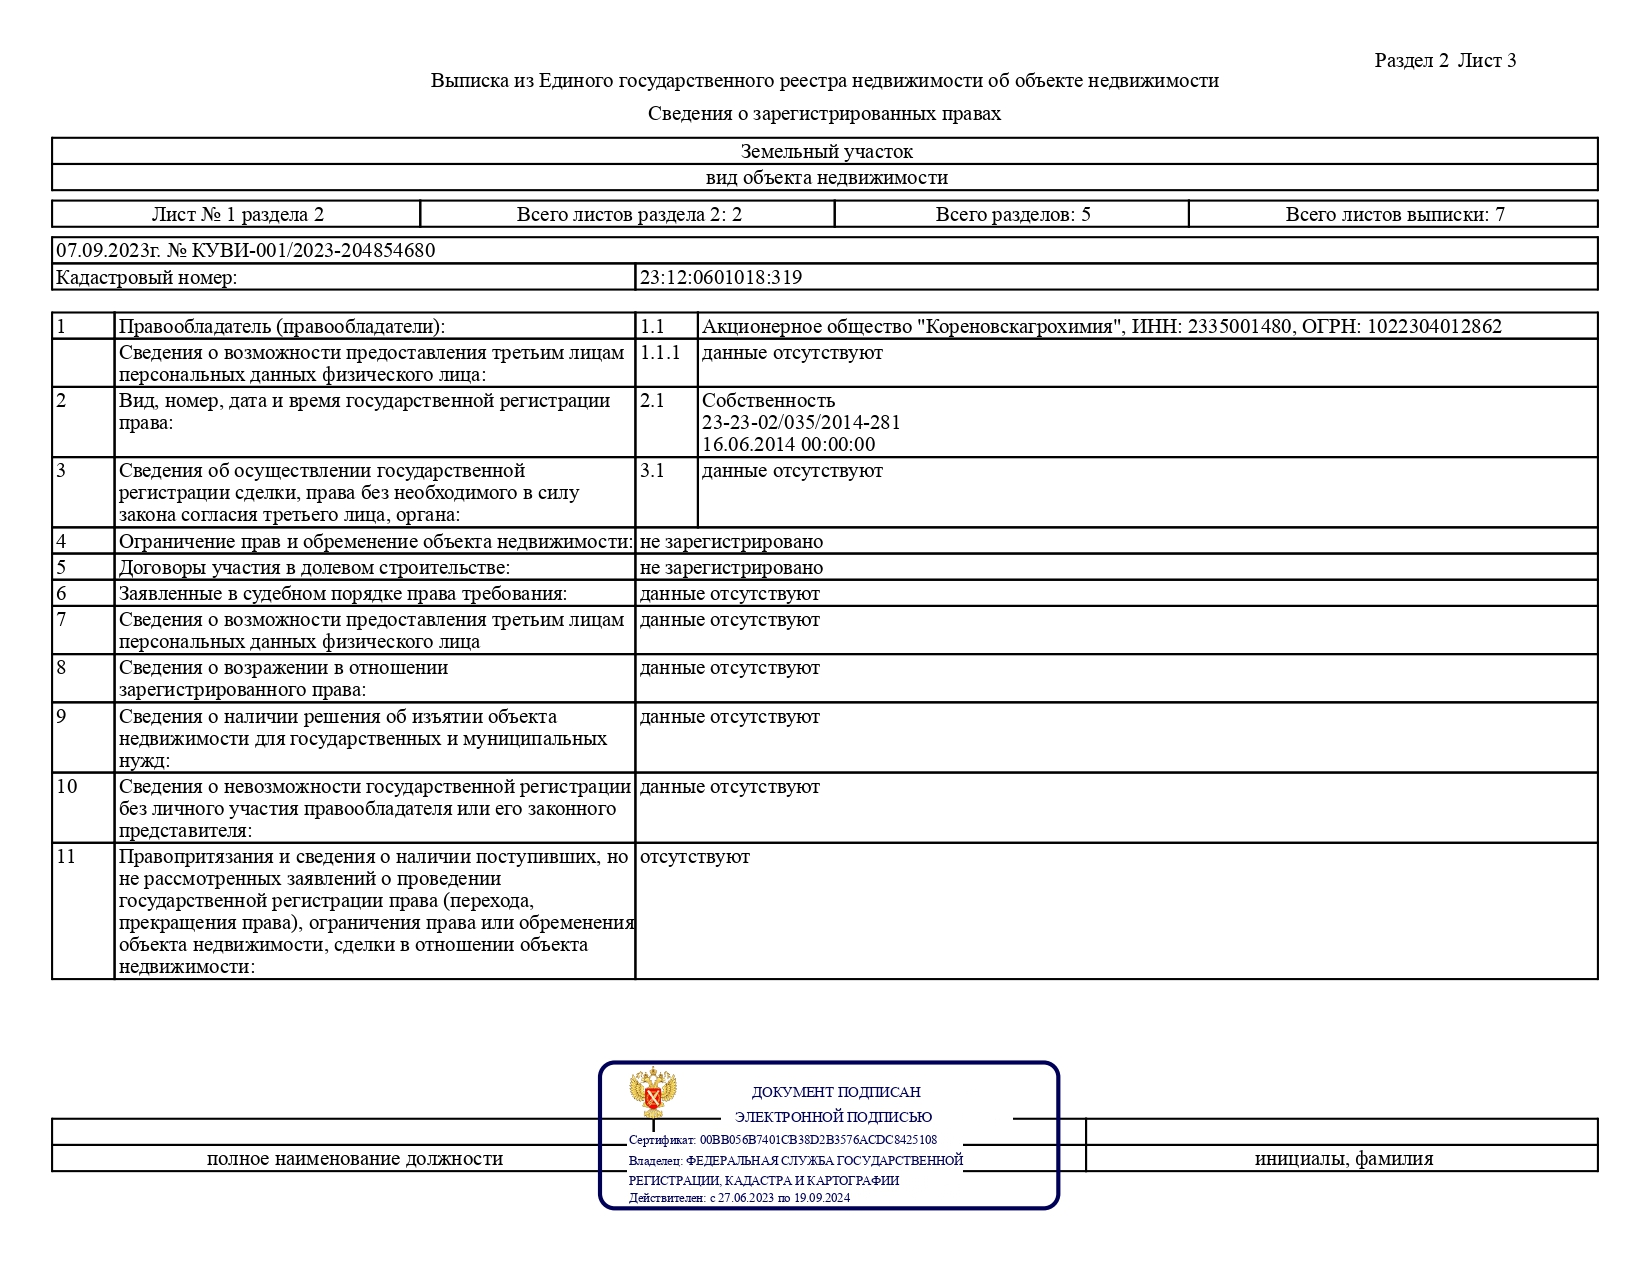 Раздел 2 Лист 3
Выписка из Единого государственного реестра недвижимости об объекте недвижимости
Сведения о зарегистрированных правах
Земельный участок
вид объекта недвижимости
Лист № 1 раздела 2 Всего листов раздела 2: 2 Всего разделов: 5 Всего листов выписки: 7
07.09.2023г. № КУВИ-001/2023-204854680
Кадастровый номер: 23:12:0601018:319
1 Правообладатель (правообладатели): 1.1 Акционерное общество "Кореновскагрохимия", ИНН: 2335001480, ОГРН: 1022304012862
Сведения о возможности предоставления третьим лицам 1.1.1 данные отсутствуют
персональных данных физического лица:
2 Вид, номер, дата и время государственной регистрации 2.1 Собственность
права: 23-23-02/035/2014-281
16.06.2014 00:00:00
3 Сведения об осуществлении государственной 3.1 данные отсутствуют
регистрации сделки, права без необходимого в силу
закона согласия третьего лица, органа:
4 Ограничение прав и обременение объекта недвижимости: не зарегистрировано
5 Договоры участия в долевом строительстве: не зарегистрировано
6 Заявленные в судебном порядке права требования: данные отсутствуют
7 Сведения о возможности предоставления третьим лицам данные отсутствуют
персональных данных физического лица
8 Сведения о возражении в отношении данные отсутствуют
зарегистрированного права:
9 Сведения о наличии решения об изъятии объекта данные отсутствуют
недвижимости для государственных и муниципальных
нужд:
10 Сведения о невозможности государственной регистрации данные отсутствуют
без личного участия правообладателя или его законного
представителя:
11 Правопритязания и сведения о наличии поступивших, но отсутствуют
не рассмотренных заявлений о проведении
государственной регистрации права (перехода,
прекращения права), ограничения права или обременения
объекта недвижимости, сделки в отношении объекта
недвижимости:
ДОКУМЕНТ ПОДПИСАН
ЭЛЕКТРОННОЙ ПОДПИСЬЮ
Сертификат: 00BB056B7401CB38D2B3576ACDC8425108
Владелец: ФЕДЕРАЛЬНАЯ СЛУЖБА ГОСУДАРСТВЕННОЙ
РЕГИСТРАЦИИ, КАДАСТРА И КАРТОГРАФИИ
Действителен: с 27.06.2023 по 19.09.2024
полное наименование должности инициалы, фамилия